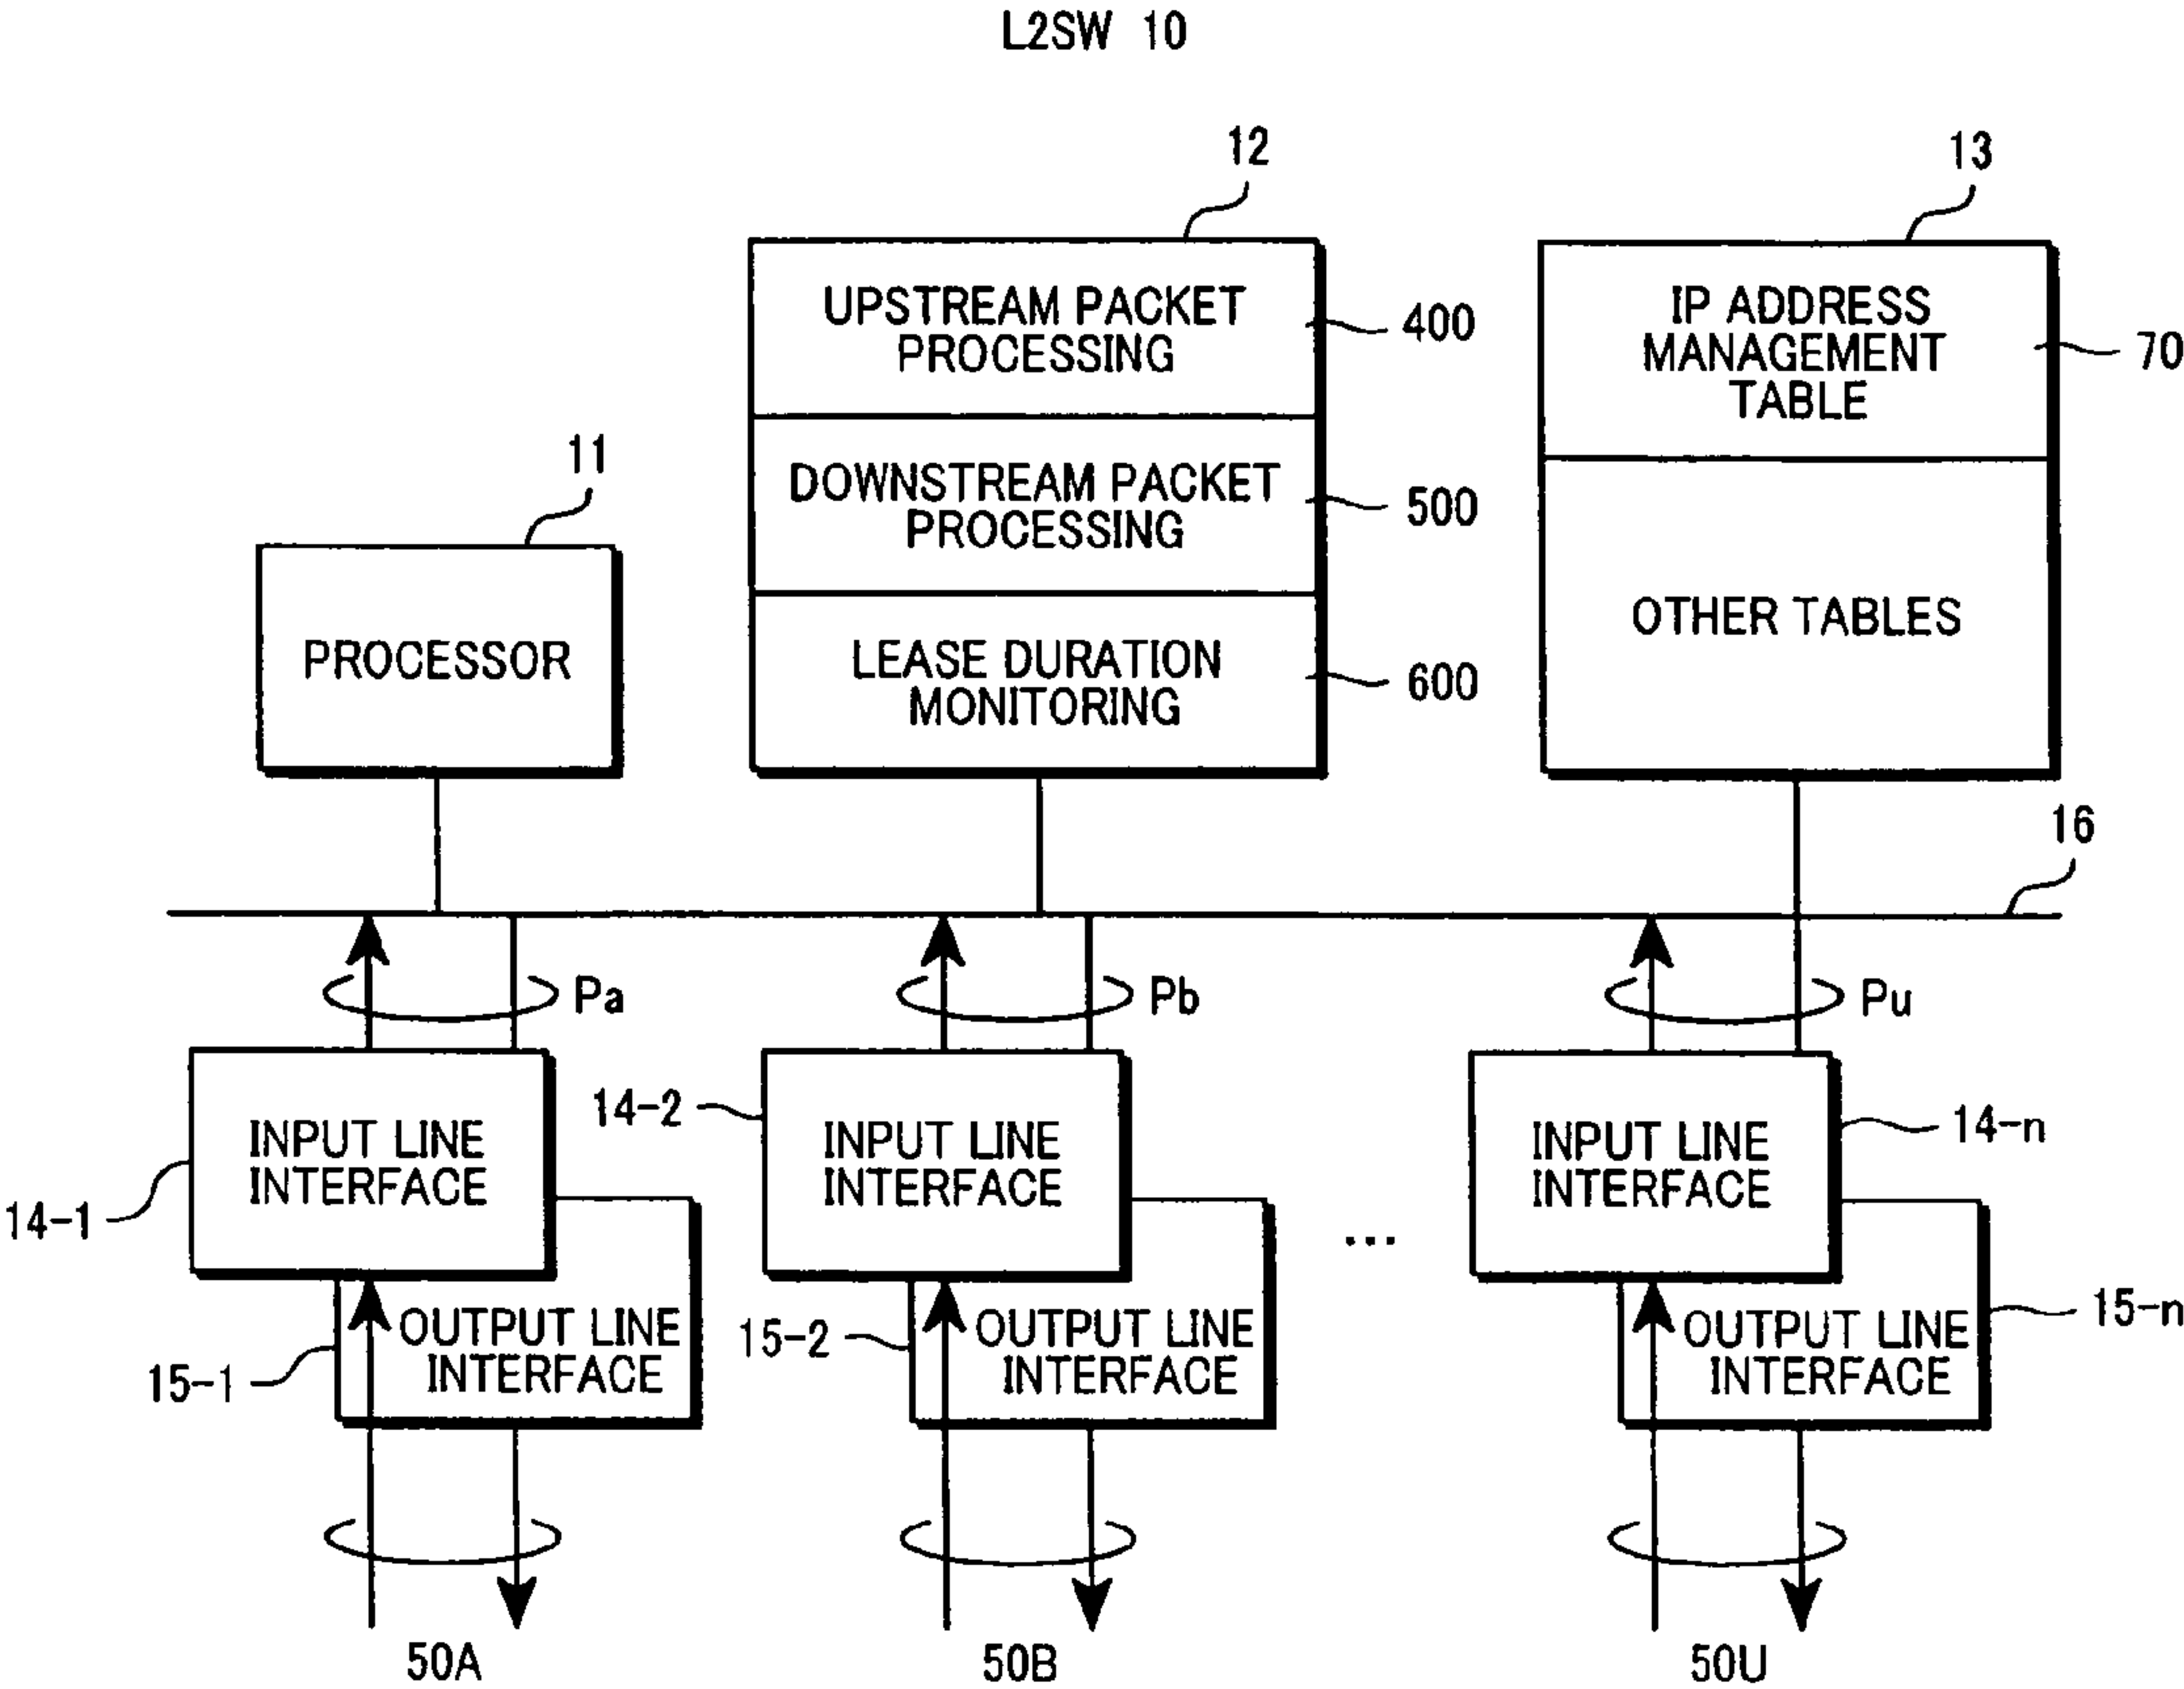 L2SW 10
12
13
UPSTREAM PACKET
PROCESSING
400
IP ADDRESS
MANAGEMENT
TABLE
70
11
DOWNSTREAM PACKET
PROCESSING
500
PROCESSOR
LEASE DURATION
MONITORING
600
OTHER TABLES
16
Pa
Pb
Pu
INPUT LINE
INTERFACE
14-1
14-2
INPUT LINE
INTERFACE
...
INPUT LINE
INTERFACE
14-n
15-1
OUTPUT LINE
INTERFACE
15-2
OUTPUT LINE
INTERFACE
OUTPUT LINE
INTERFACE
15-n
50A
50B
50U